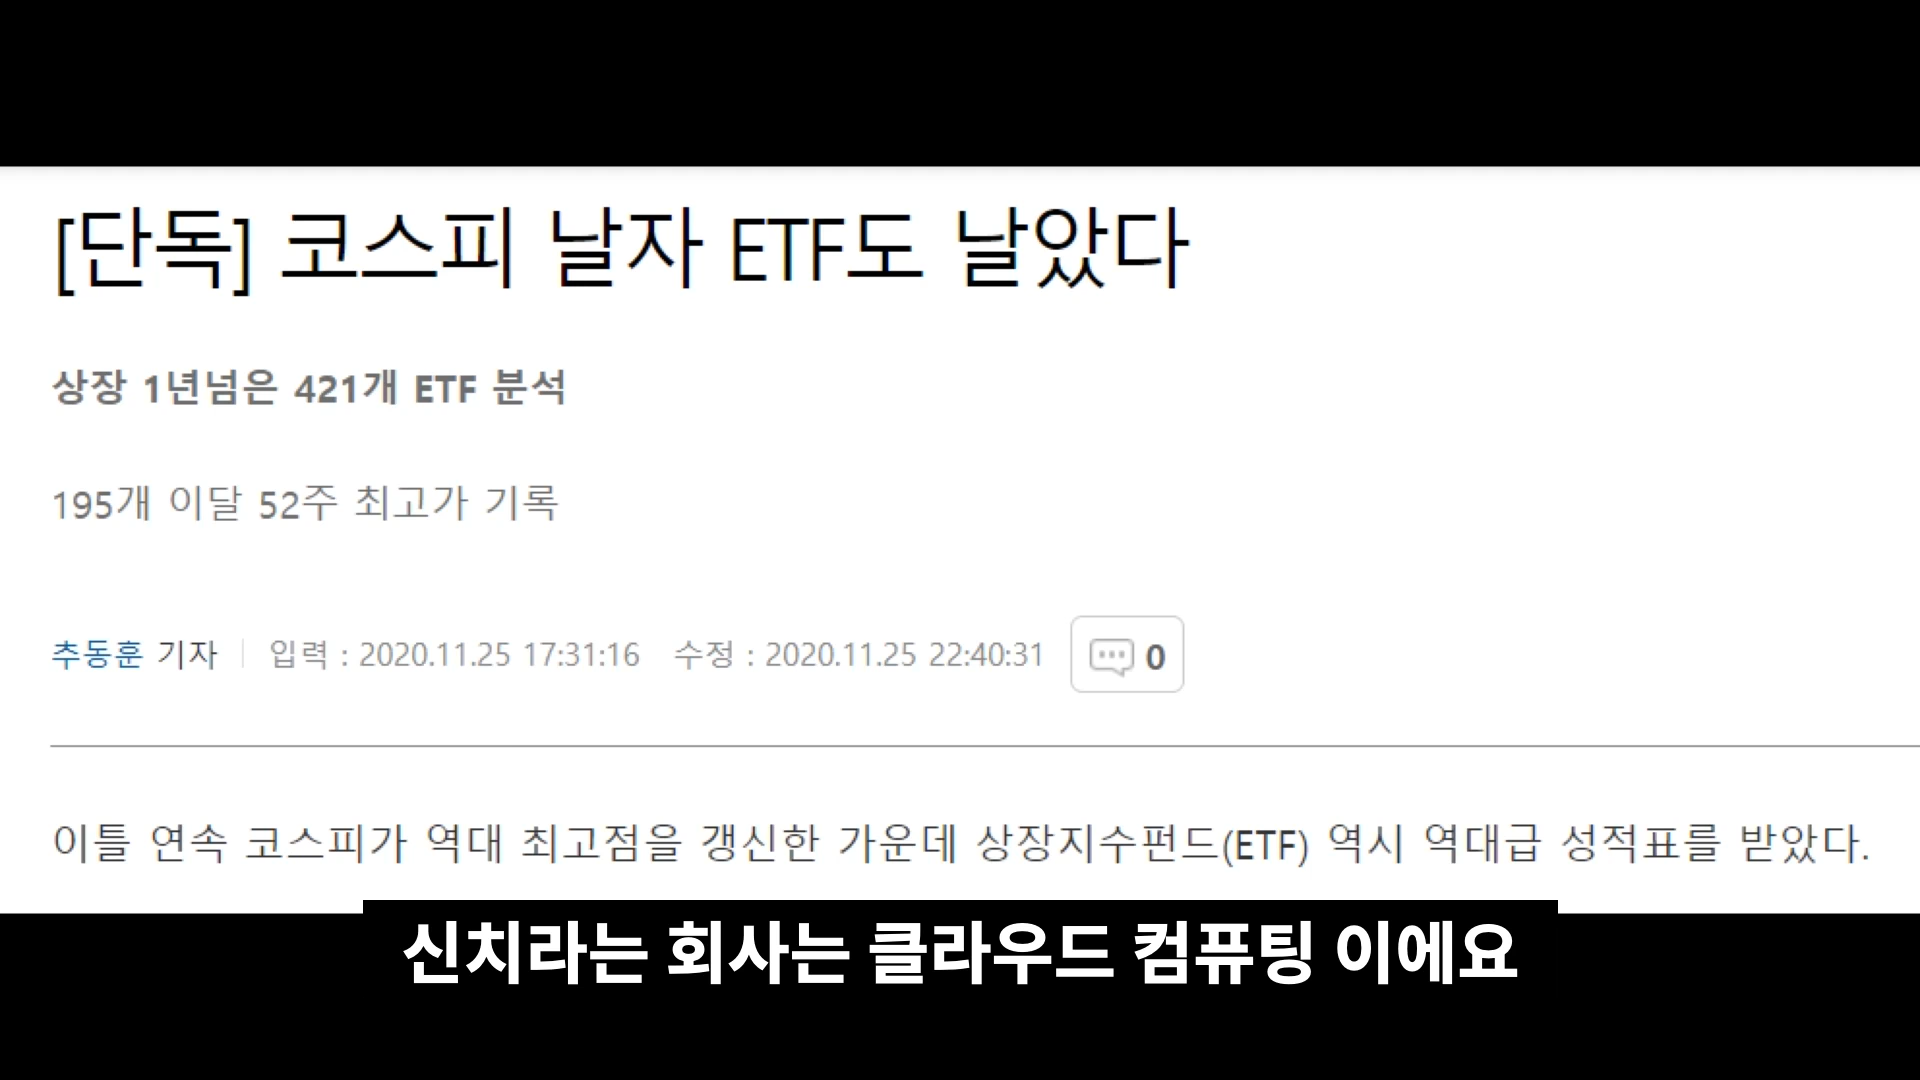 [단독] 코스피 날자 ETF도 날았다
상장 1년넘은 421개 ETF 분석
195개 이달 52주 최고가 기록
추동훈 기자 입력 : 2020.11.25 17:31:16 수정 : 2020.11.25 22:40:31 0
이틀 연속 코스피가 역대 최고점을 갱신한 가운데 상장지수펀드(ETF) 역시 역대급 성적표를 받았다.
신치라는 회사는 클라우드 컴퓨팅 이에요